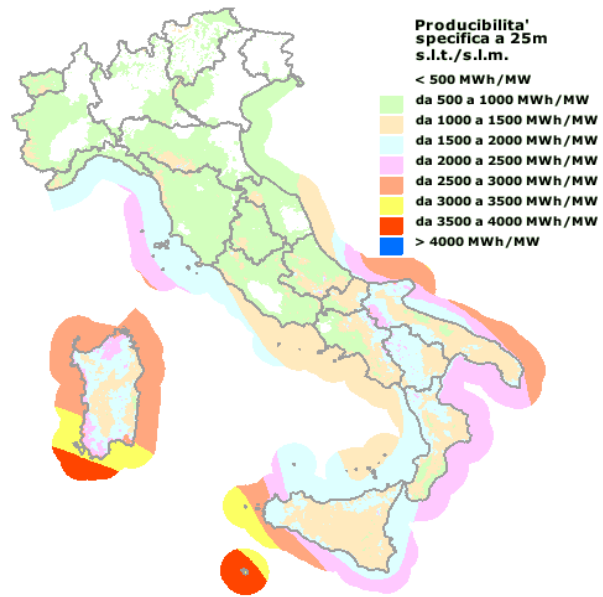 Producibilita'
specifica a 25m
s.l.t./s.l.m.
< 500 MWh/MW
da 500 a 1000 MWh/MW
da 1000 a 1500 MWh/MW
da 1500 a 2000 MWh/MW
da 2000 a 2500 MWh/MW
da 2500 a 3000 MWh/MW
da 3000 a 3500 MWh/MW
da 3500 a 4000 MWh/MW
> 4000 MWh/MW